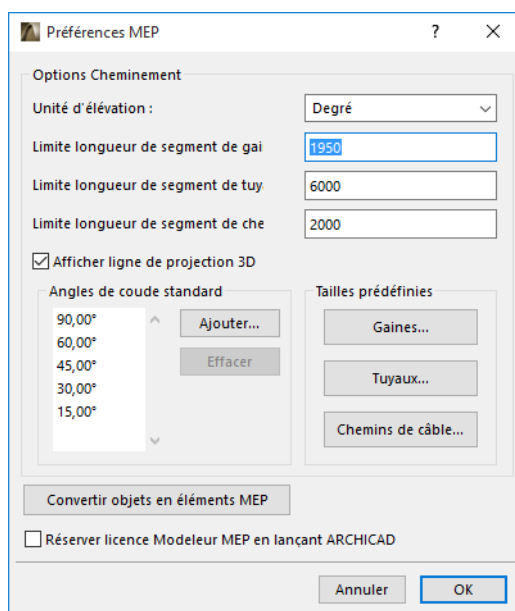 Préférences MEP
Options Cheminement
Unité d'élévation : Degré
Limite longueur de segment de gai 1950
Limite longueur de segment de tuy 6000
Limite longueur de segment de che 2000
Afficher ligne de projection 3D
Angles de coude standard
90,00°
60,00°
45,00°
30,00°
15,00°
Ajouter...
Effacer
Tailles prédéfinies
Gaines...
Tuyaux...
Chemins de câble...
Convertir objets en éléments MEP
Réserver licence Modeleur MEP en lançant ARCHICAD
Annuler OK